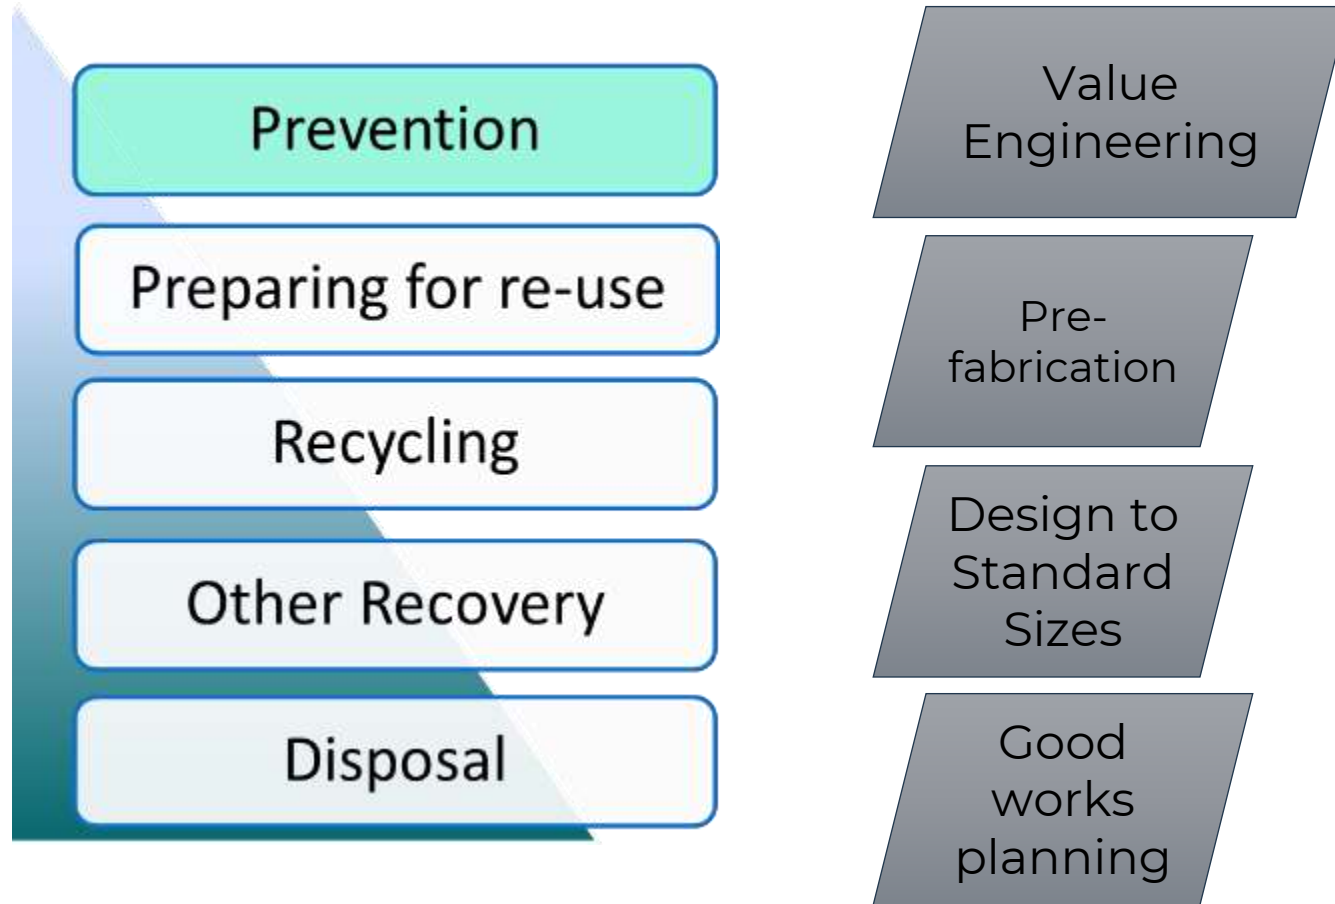 Prevention
Preparing for re-use
Recycling
Other Recovery
Disposal
Value
Engineering
Pre-
fabrication
Design to
Standard
Sizes
Good
works
planning